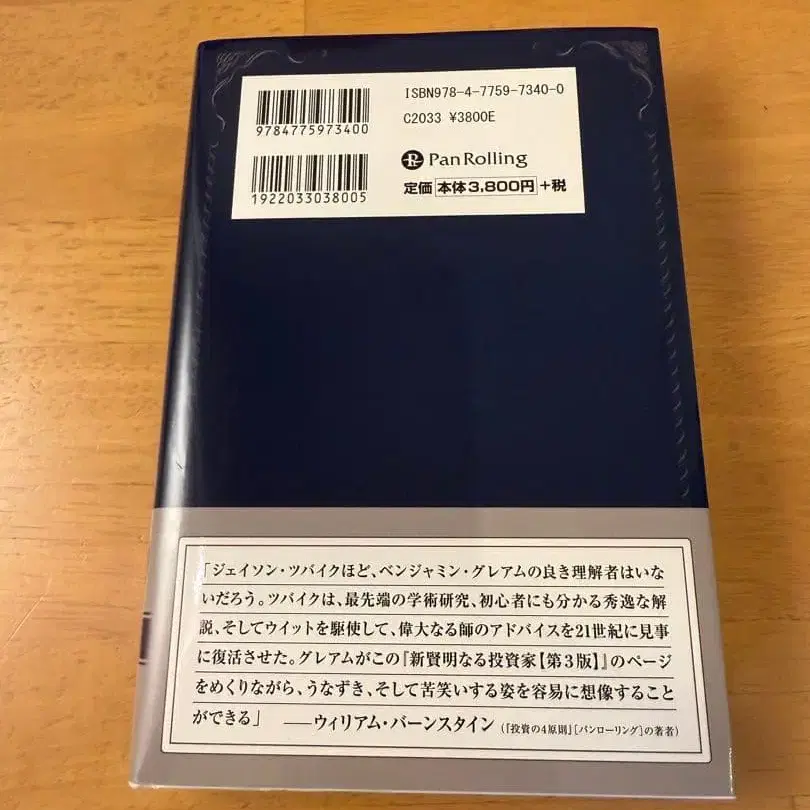 9784775973400
1922033038005
ISBN978-4-7759-7340-0
C2033 ¥3800E
PanRolling
定価 本体3,800円 +税
「ジェイソン・ツバイクほど、ベンジャミン・グレアムの良き理解者はいな
いだろう。ツバイクは、最先端の学術研究、初心者にも分かる秀逸な解
説、そしてウイットを駆使して、偉大なる師のアドバイスを21世紀に見事
に復活させた。グレアムがこの『新賢明なる投資家【第3版】』のページ
をめくりながら、うなずき、そして苦笑いする姿を容易に想像すること
ができる」 ――ウィリアム・バーンスタイン(『投資の4原則』[パンローリング]の著者)